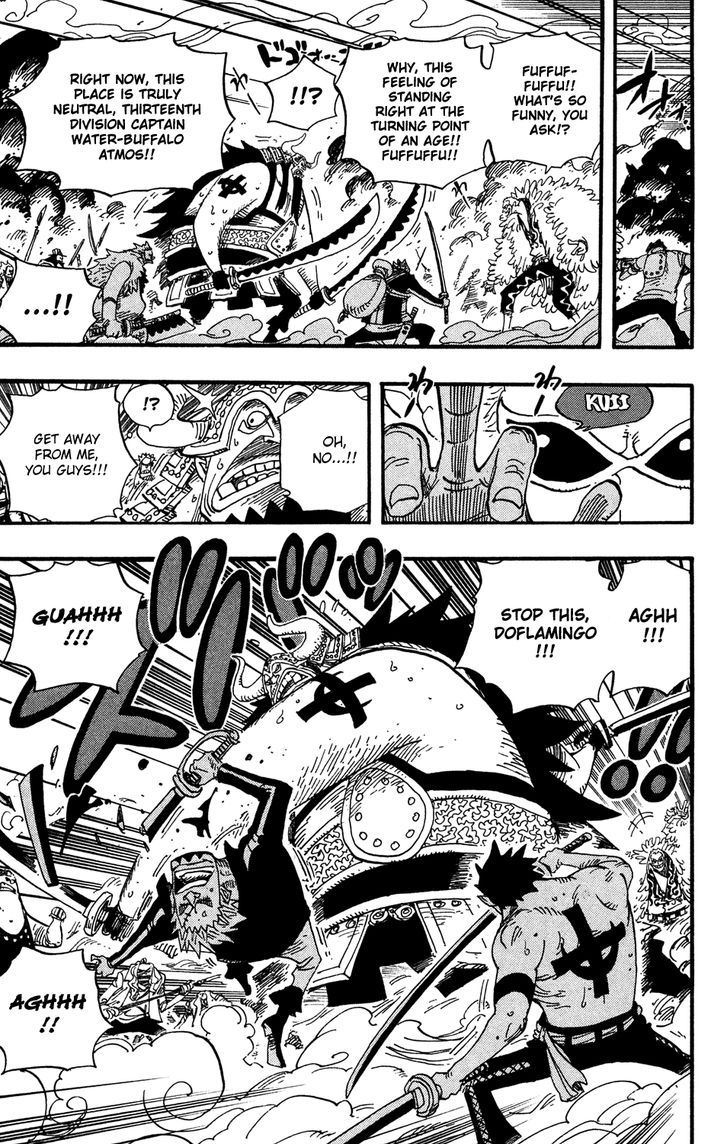 FUFFUF-
FUFFU!!
WHAT'S SO
FUNNY, YOU
ASK!?
WHY, THIS
FEELING OF
STANDING
RIGHT AT THE
TURNING POINT
OF AN AGE!!
FUFFUFFU!!
!!?
RIGHT NOW, THIS
PLACE IS TRULY
NEUTRAL, THIRTEENTH
DIVISION CAPTAIN
WATER-BUFFALO
ATMOS!!
...!!
KUII
OH,
NO...!!
!?
GET AWAY
FROM ME,
YOU GUYS!!!
AGHH
!!!
STOP THIS,
DOFLAMINGO
!!!
GUAHHH
!!!
AGHHH
!!